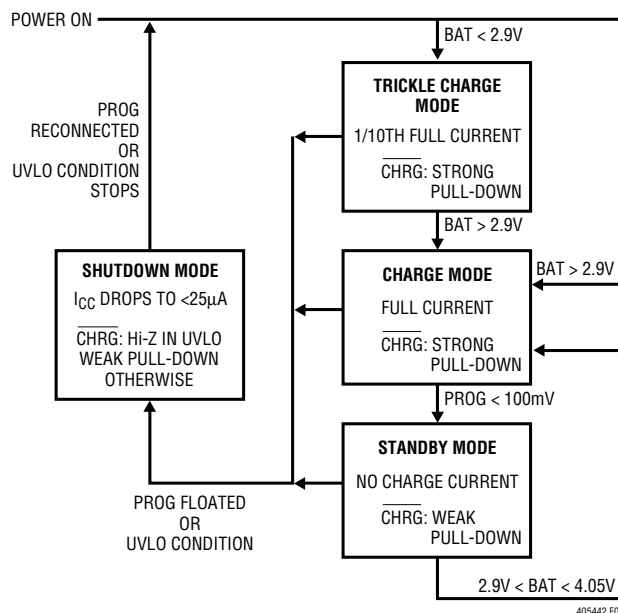 POWER ON
BAT < 2.9V
TRICKLE CHARGE
MODE
1/10TH FULL CURRENT
CHRG: STRONG
PULL-DOWN
PROG
RECONNECTED
OR
UVLO CONDITION
STOPS
BAT > 2.9V
SHUTDOWN MODE
ICC DROPS TO <25µA
CHRG: Hi-Z IN UVLO
WEAK PULL-DOWN
OTHERWISE
CHARGE MODE
FULL CURRENT
CHRG: STRONG
PULL-DOWN
BAT > 2.9V
PROG < 100mV
STANDBY MODE
NO CHARGE CURRENT
CHRG: WEAK
PULL-DOWN
PROG FLOATED
OR
UVLO CONDITION
2.9V < BAT < 4.05V
405442 F0